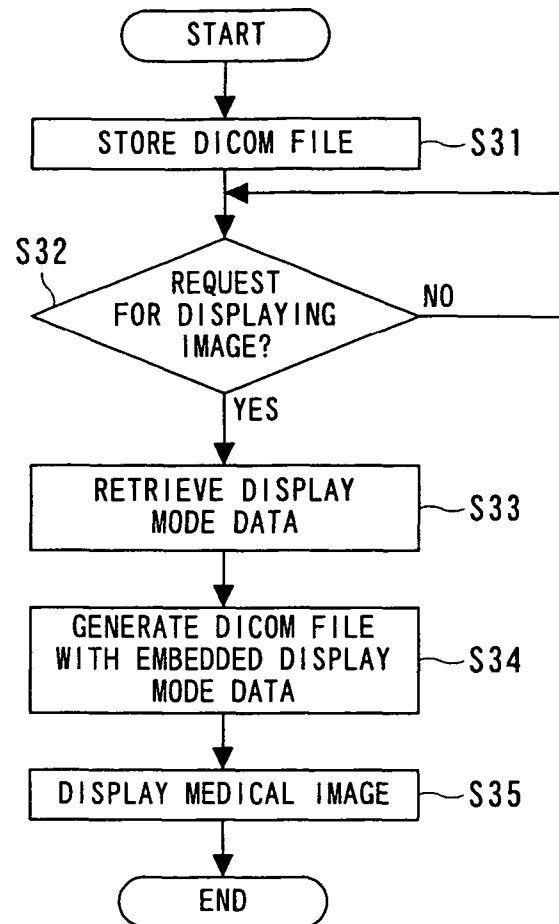 START
STORE DICOM FILE
S31
S32
REQUEST
FOR DISPLAYING
IMAGE?
NO
YES
RETRIEVE DISPLAY
MODE DATA
S33
GENERATE DICOM FILE
WITH EMBEDDED DISPLAY
MODE DATA
S34
DISPLAY MEDICAL IMAGE
S35
END